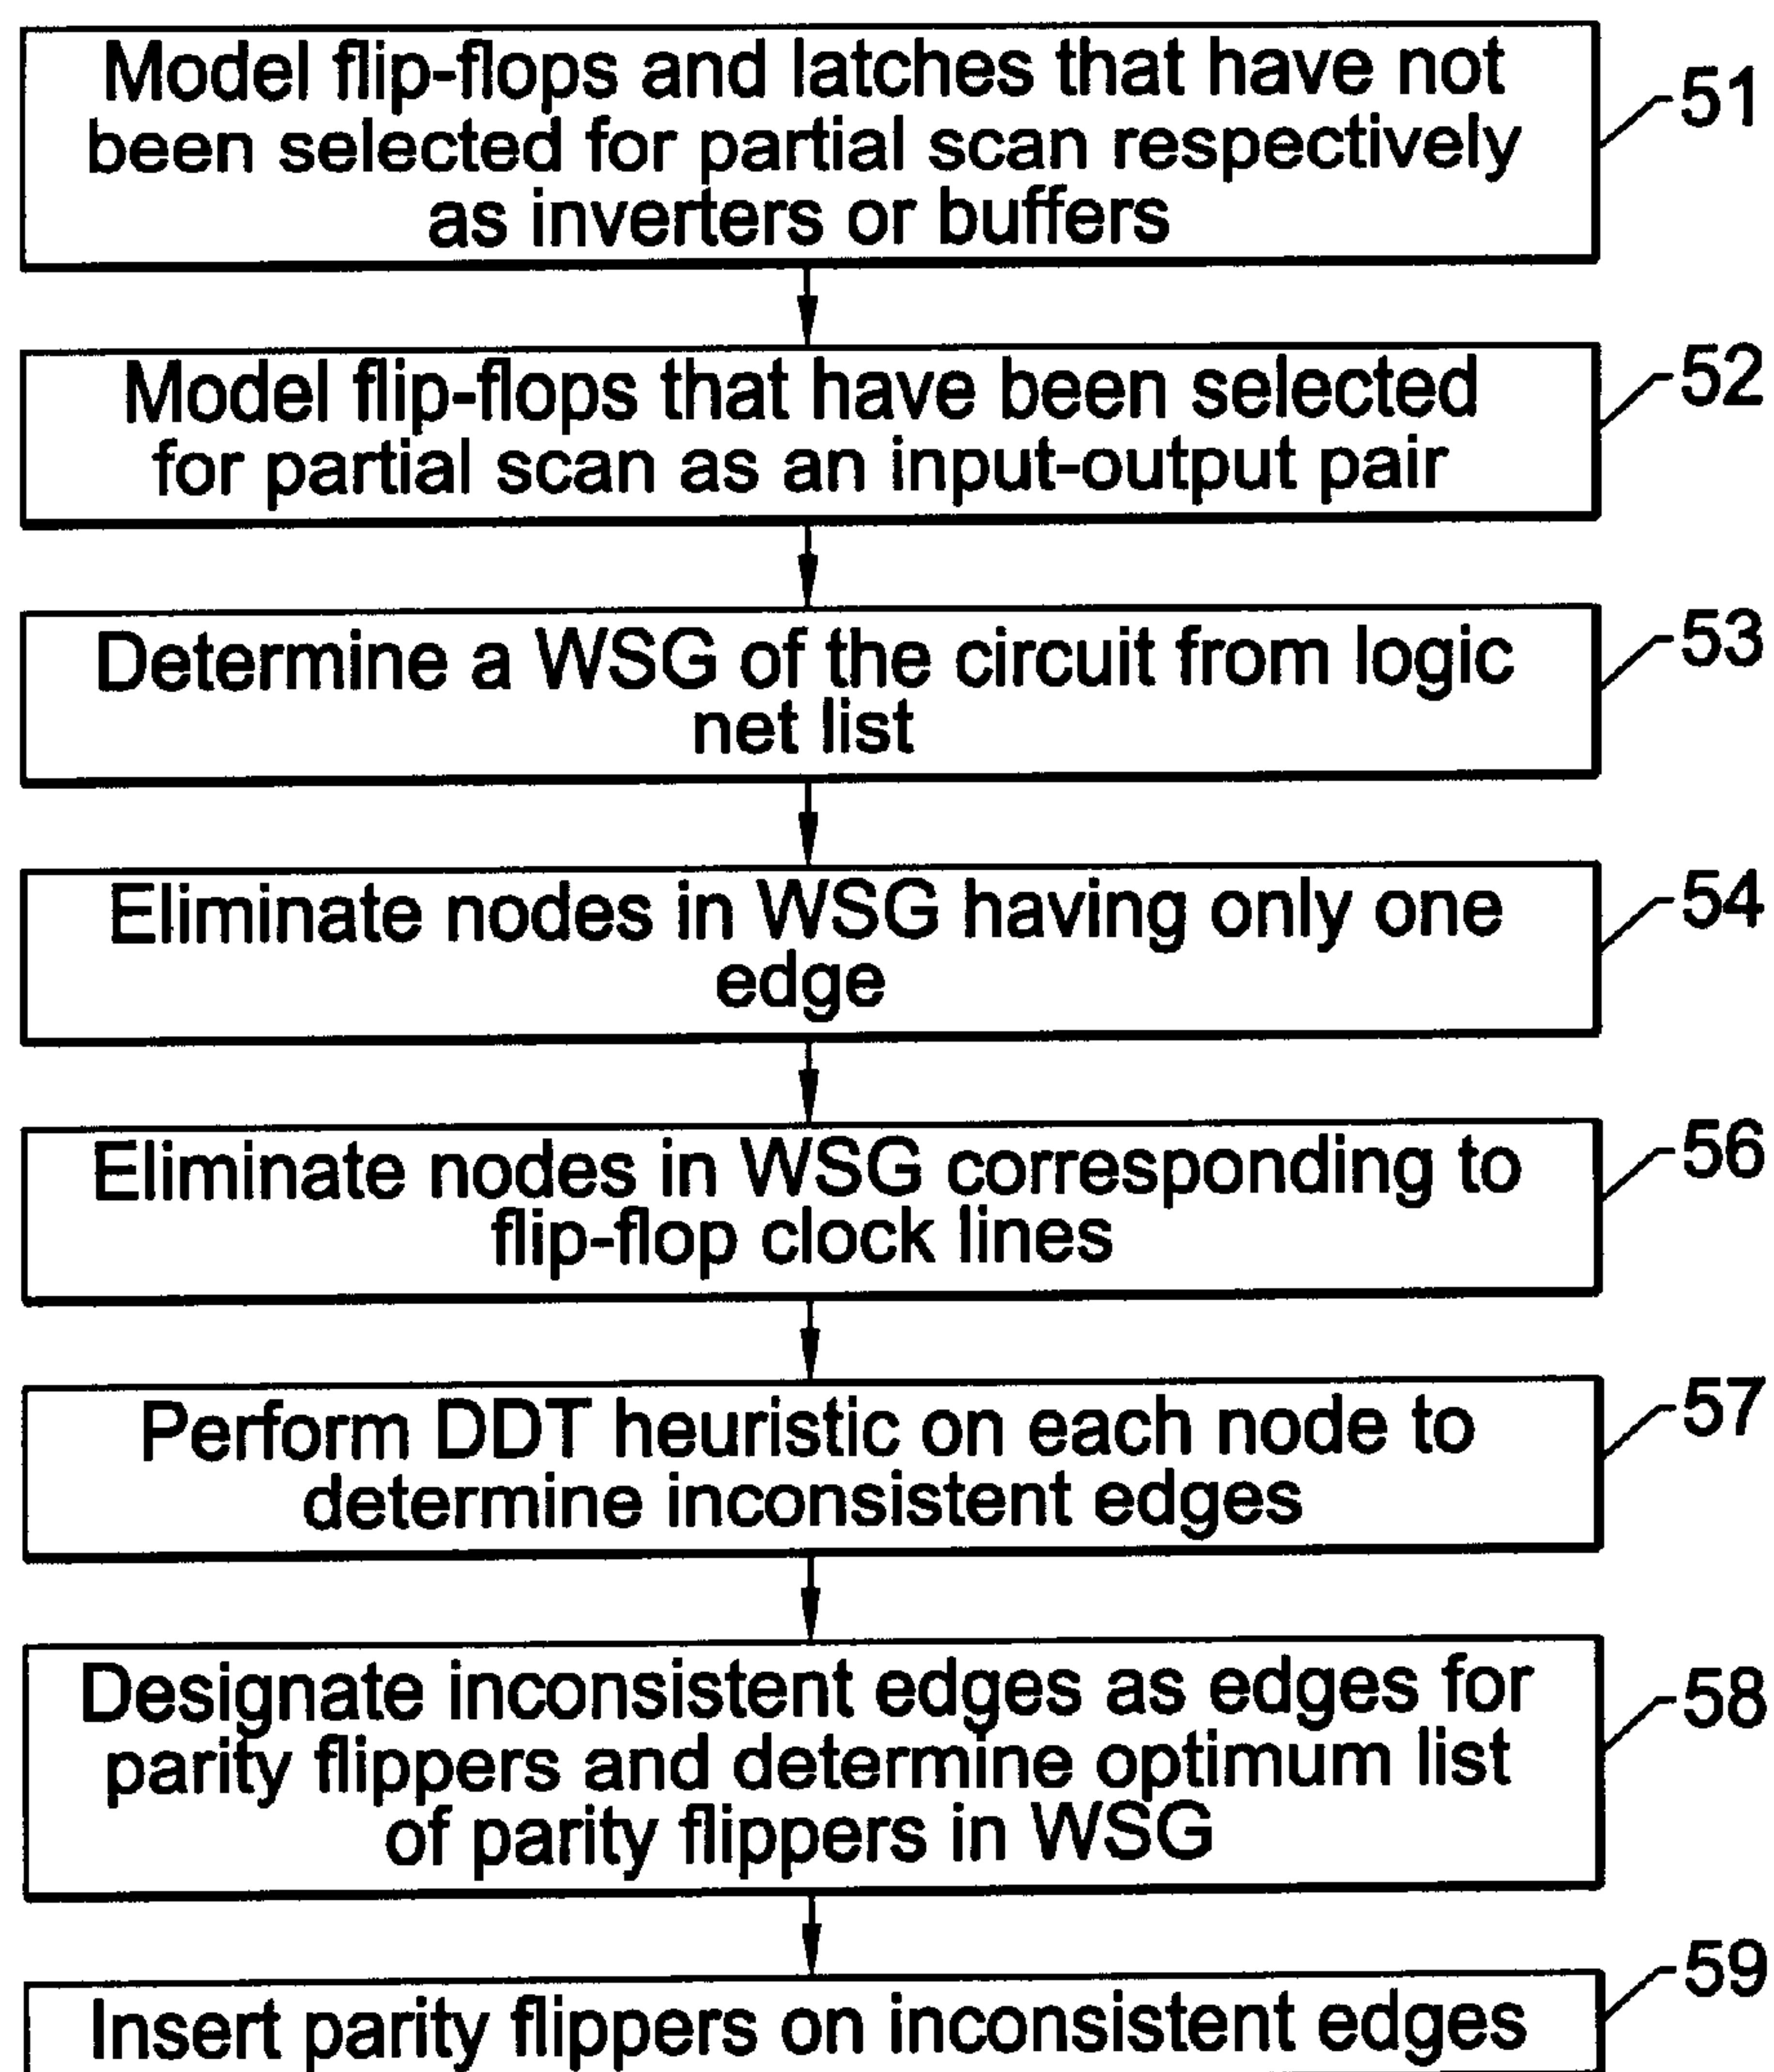 Model flip-flops and latches that have not
been selected for partial scan respectively
as inverters or buffers
51
Model flip-flops that have been selected
for partial scan as an input-output pair
52
Determine a WSG of the circuit from logic
net list
53
Eliminate nodes in WSG having only one
edge
54
Eliminate nodes in WSG corresponding to
flip-flop clock lines
56
Perform DDT heuristic on each node to
determine inconsistent edges
57
Designate inconsistent edges as edges for
parity flippers and determine optimum list
of parity flippers in WSG
58
Insert parity flippers on inconsistent edges
59